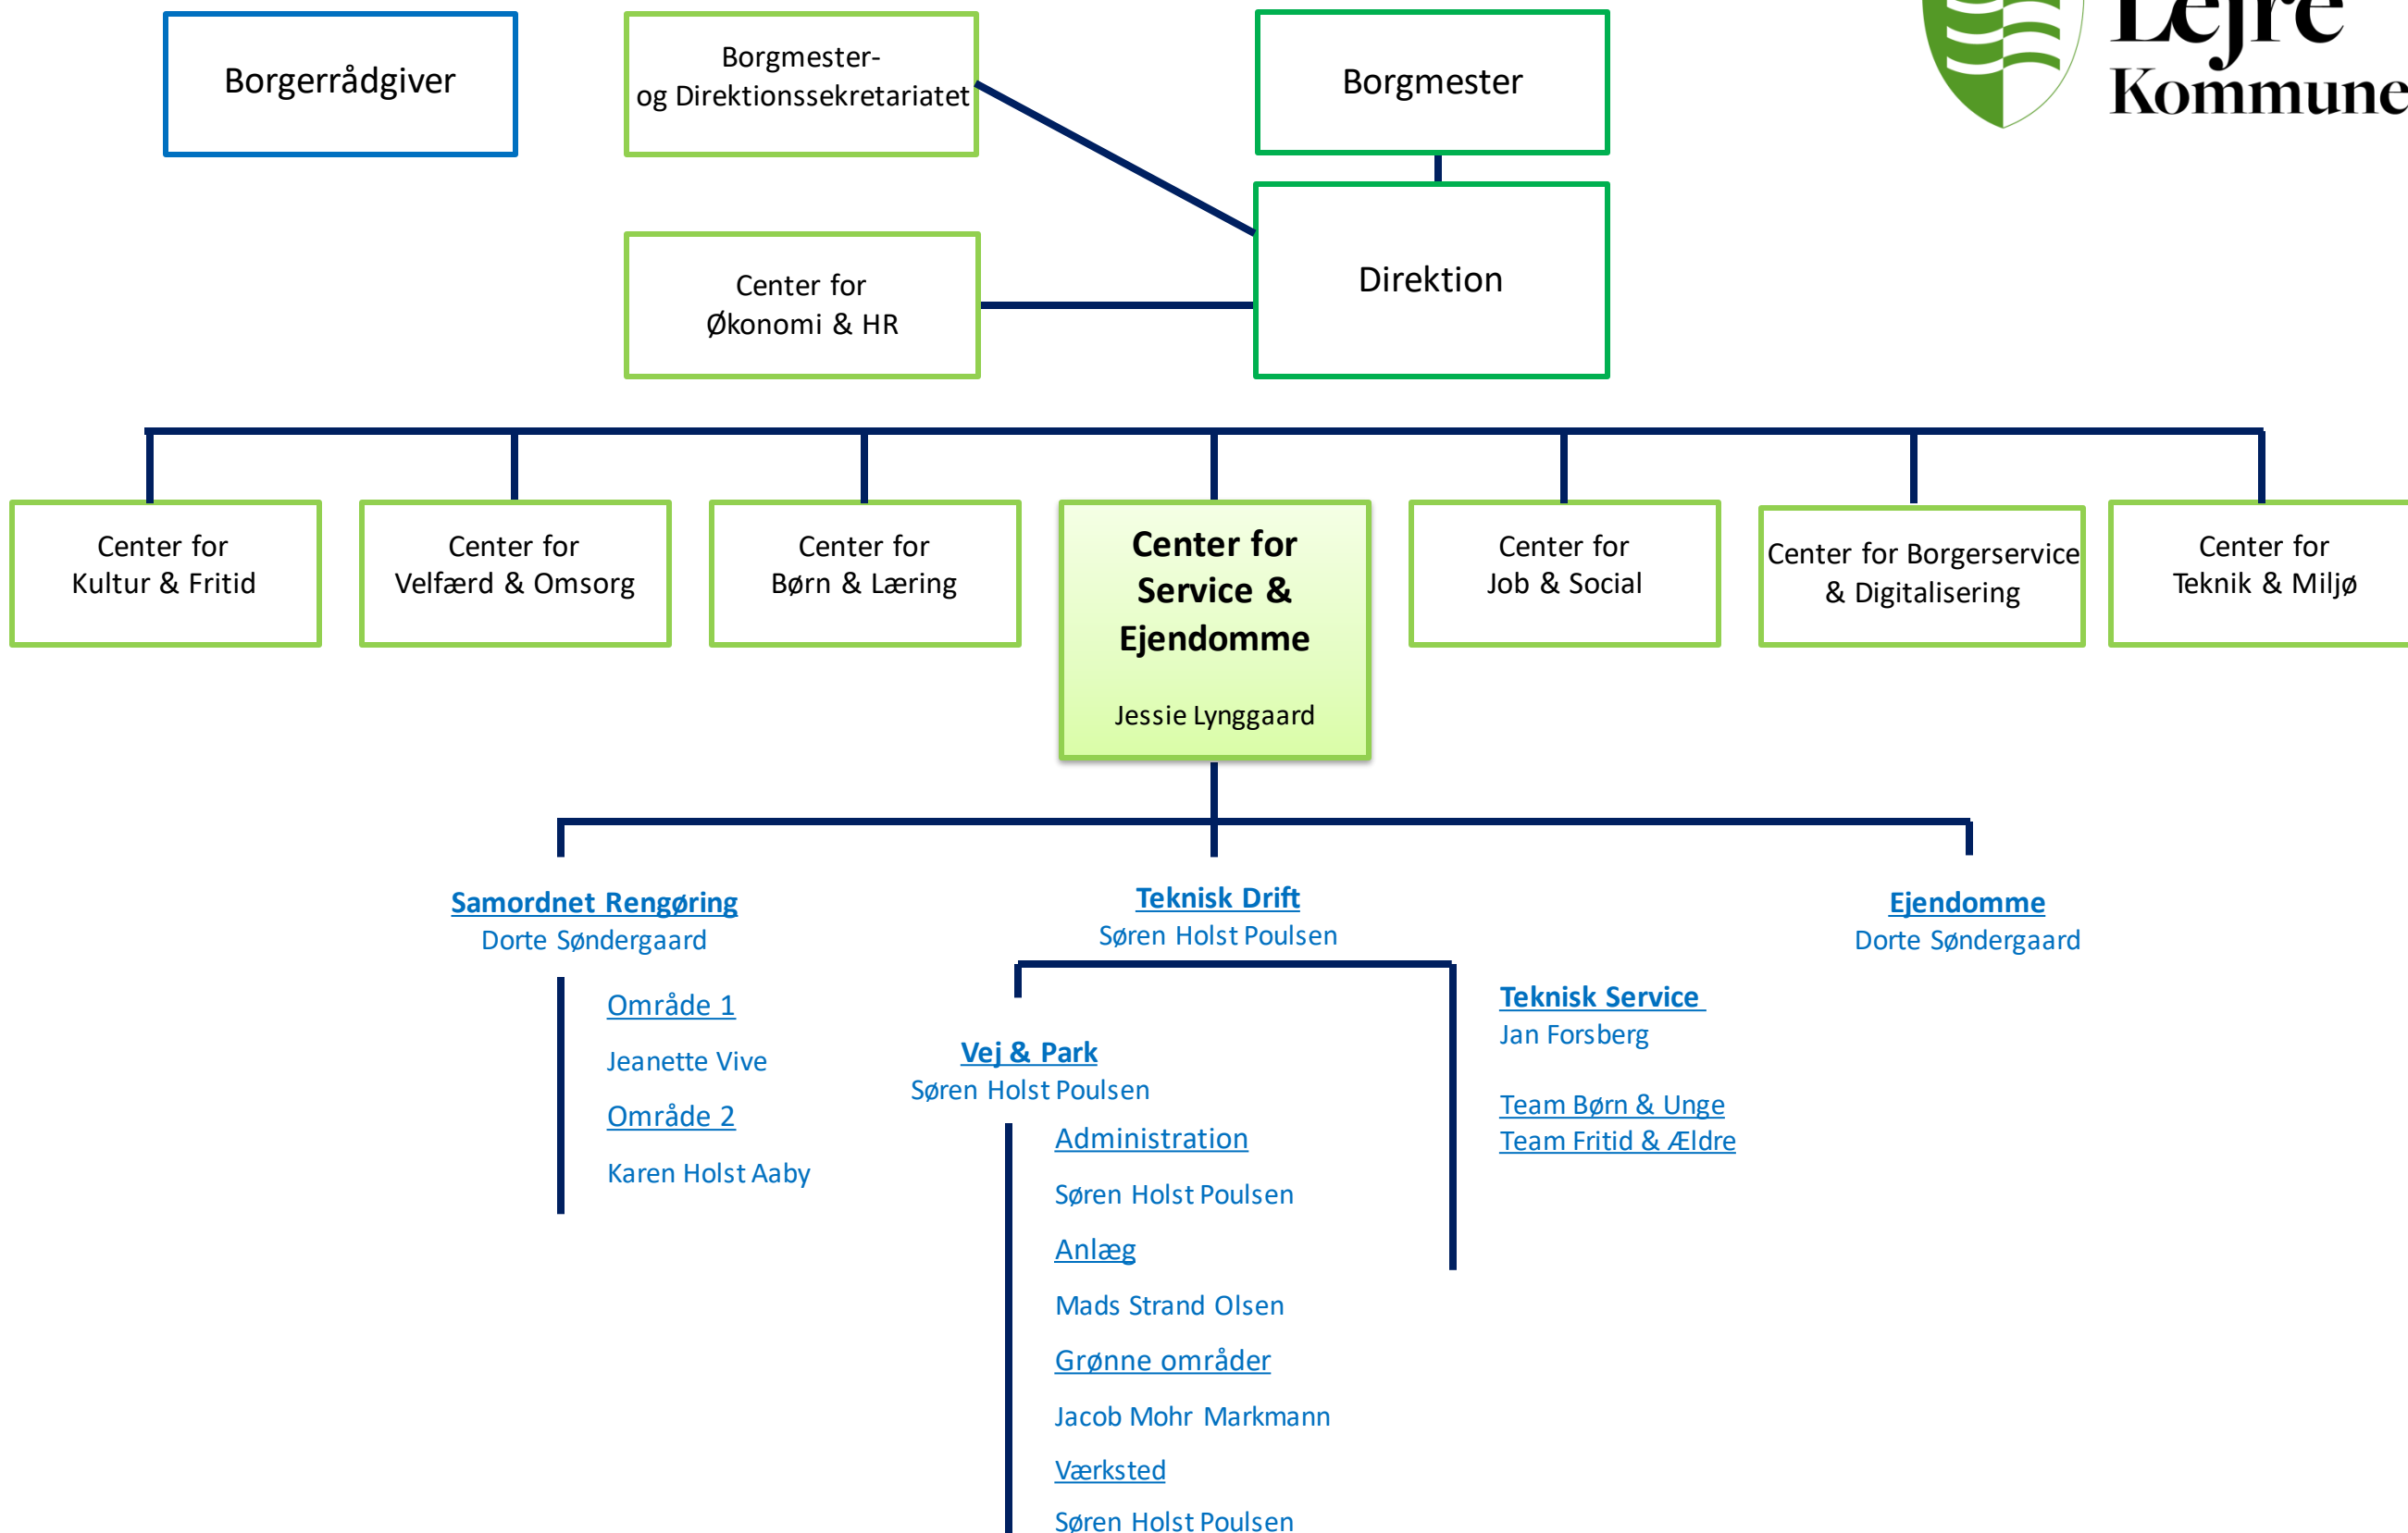 Lejre
Kommune
Borgerrådgiver
Borgmester-
og Direktionssekretariatet
Borgmester
Direktion
Center for
Økonomi & HR
Center for
Kultur & Fritid
Center for
Velfærd & Omsorg
Center for
Børn & Læring
Center for
Service &
Ejendomme
Jessie Lynggaard
Center for
Job & Social
Center for Borgerservice
& Digitalisering
Center for
Teknik & Miljø
Samordnet Rengøring
Dorte Søndergaard
Område 1
Jeanette Vive
Område 2
Karen Holst Aaby
Teknisk Drift
Søren Holst Poulsen
Vej & Park
Søren Holst Poulsen
Administration
Søren Holst Poulsen
Anlæg
Mads Strand Olsen
Grønne områder
Jacob Mohr Markmann
Værksted
Søren Holst Poulsen
Teknisk Service
Jan Forsberg
Team Børn & Unge
Team Fritid & Ældre
Ejendomme
Dorte Søndergaard